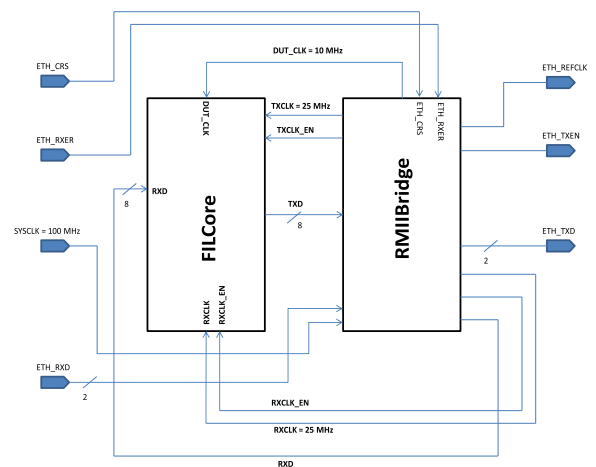 DUT_CLK = 10 MHz
ETH_CRS
ETH_REFCLK
DUT_CLK
TXCLK = 25 MHz
ETH_CRS
ETH_RXER
TXCLK_EN
ETH_RXER
ETH_TXEN
RXD
8
TXD
8
SYSCLK = 100 MHz
FILCore
RMIIBridge
ETH_TXD
2
RXCLK
RXCLK_EN
ETH_RXD
2
RXCLK_EN
RXCLK = 25 MHz
RXD